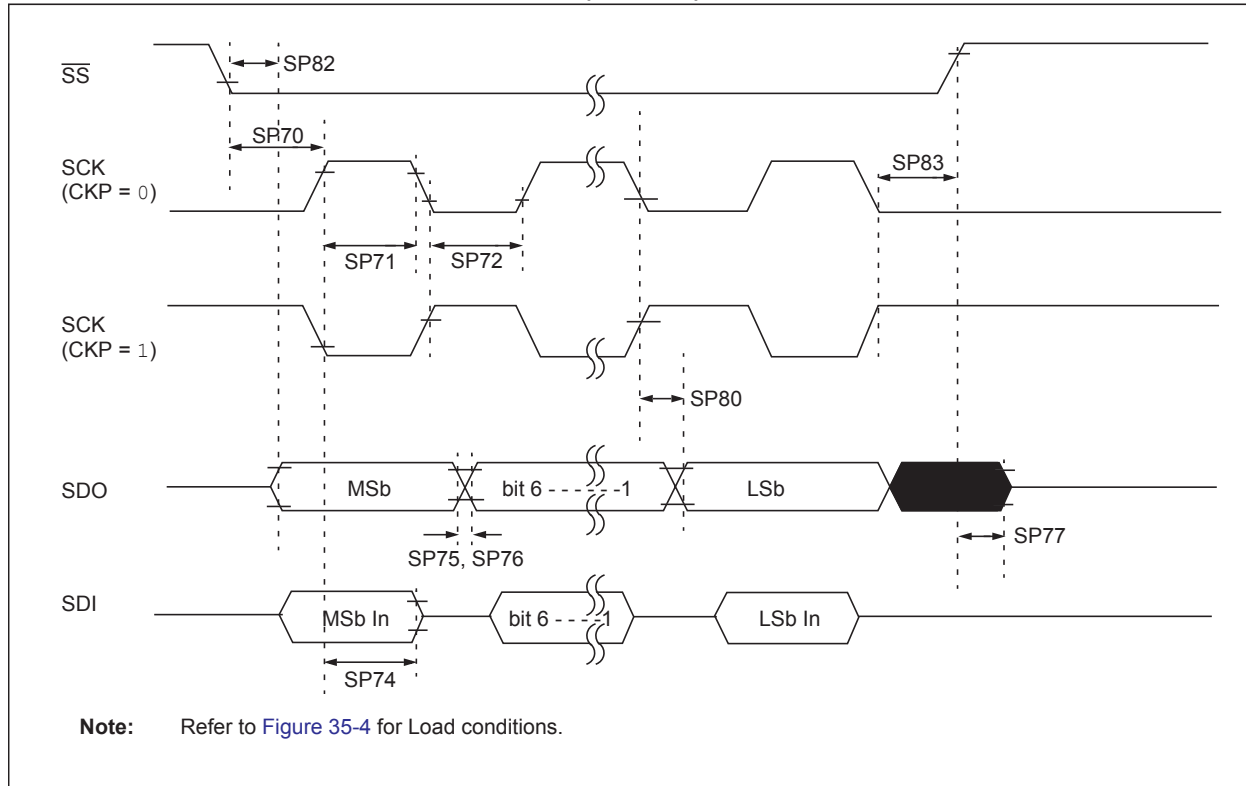 SS
SP82
SP70
SCK
(CKP = 0)
SP83
SP71
SP72
SCK
(CKP = 1)
SP80
SDO
MSb
bit 6 - - - - - -1
LSb
SP75, SP76
SP77
SDI
MSb In
bit 6 - - - -1
LSb In
SP74
Note: Refer to Figure 35-4 for Load conditions.